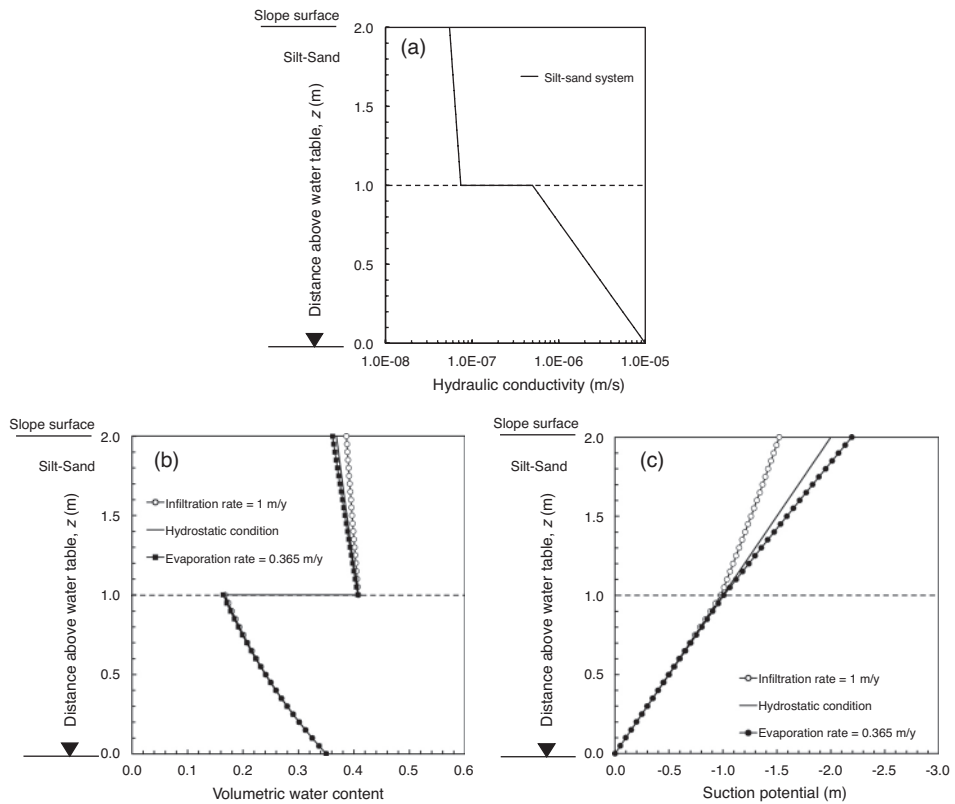 Slope surface
Silt-Sand
Distance above water table, z (m)
2.0
1.5
1.0
0.5
0.0
(a)
Silt-sand system
1.0E-08
1.0E-07
1.0E-06
1.0E-05
Hydraulic conductivity (m/s)
Slope surface
Silt-Sand
Distance above water table, z (m)
2.0
1.5
1.0
0.5
0.0
(b)
Infiltration rate = 1 m/y
Hydrostatic condition
Evaporation rate = 0.365 m/y
0.0
0.1
0.2
0.3
0.4
0.5
0.6
Volumetric water content
Slope surface
Silt-Sand
Distance above water table, z (m)
2.0
1.5
1.0
0.5
0.0
(c)
Infiltration rate = 1 m/y
Hydrostatic condition
Evaporation rate = 0.365 m/y
0.0
-0.5
-1.0
-1.5
-2.0
-2.5
-3.0
Suction potential (m)